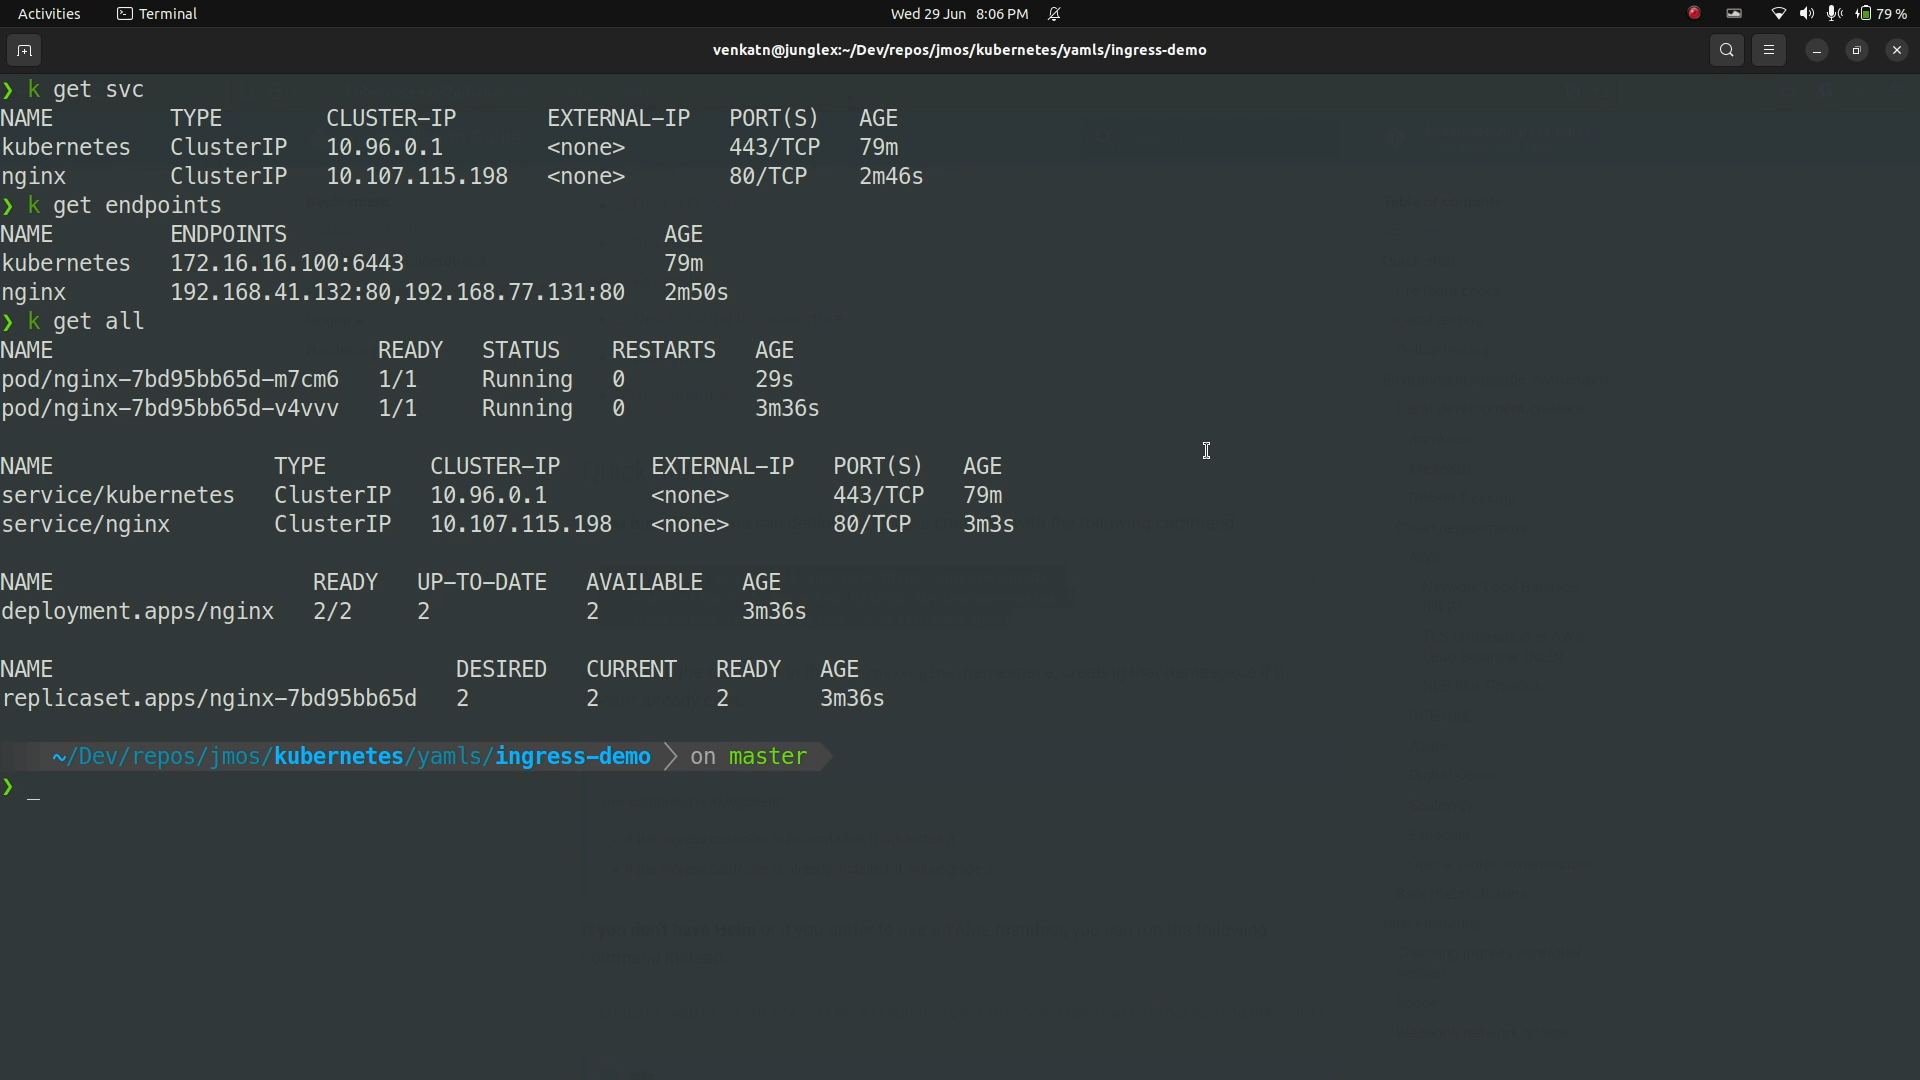 Activities Terminal Wed 29 Jun 8:06 PM 79 %
venkatn@junglex:~/Dev/repos/jmos/kubernetes/yamls/ingress-demo
❯ k get svc
NAME TYPE CLUSTER-IP EXTERNAL-IP PORT(S) AGE
kubernetes ClusterIP 10.96.0.1 <none> 443/TCP 79m
nginx ClusterIP 10.107.115.198 <none> 80/TCP 2m46s
❯ k get endpoints
NAME ENDPOINTS AGE
kubernetes 172.16.16.100:6443 79m
nginx 192.168.41.132:80,192.168.77.131:80 2m50s
❯ k get all
NAME READY STATUS RESTARTS AGE
pod/nginx-7bd95bb65d-m7cm6 1/1 Running 0 29s
pod/nginx-7bd95bb65d-v4vvv 1/1 Running 0 3m36s
NAME TYPE CLUSTER-IP EXTERNAL-IP PORT(S) AGE
service/kubernetes ClusterIP 10.96.0.1 <none> 443/TCP 79m
service/nginx ClusterIP 10.107.115.198 <none> 80/TCP 3m3s
NAME READY UP-TO-DATE AVAILABLE AGE
deployment.apps/nginx 2/2 2 2 3m36s
NAME DESIRED CURRENT READY AGE
replicaset.apps/nginx-7bd95bb65d 2 2 2 3m36s
~/Dev/repos/jmos/kubernetes/yamls/ingress-demo on master
❯ _